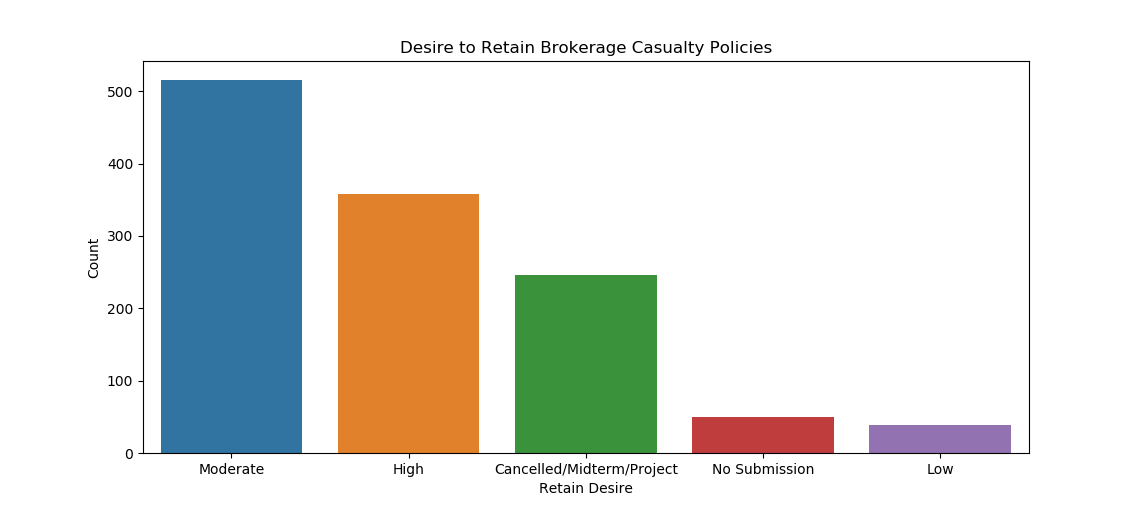 Desire to Retain Brokerage Casualty Policies
500
400
300
200
100
0
Count
Moderate
High
Cancelled/Midterm/Project
No Submission
Low
Retain Desire